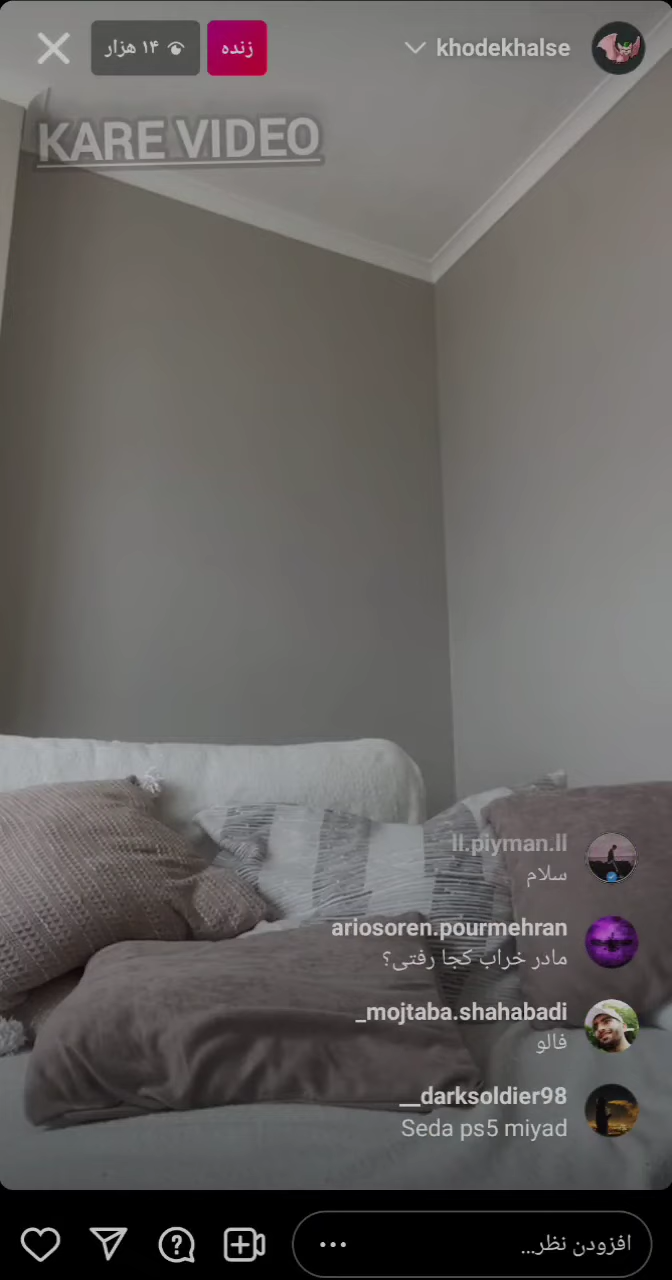 khodekhalse
زنده
۱۴ هزار
KARE VIDEO
ll.piyman.ll
سلام
ariosoren.pourmehran
مادر خراب کجا رفتی؟
_mojtaba.shahabadi
فالو
__darksoldier98
Seda ps5 miyad
افزودن نظر...